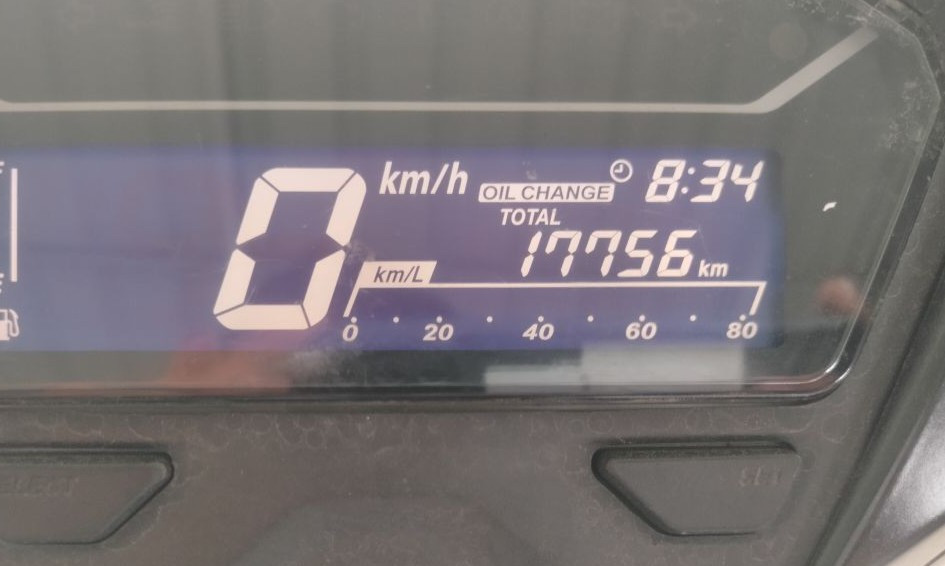 0 km/h
OIL CHANGE 8:34
TOTAL
17756 km
km/L
0 20 40 60 80